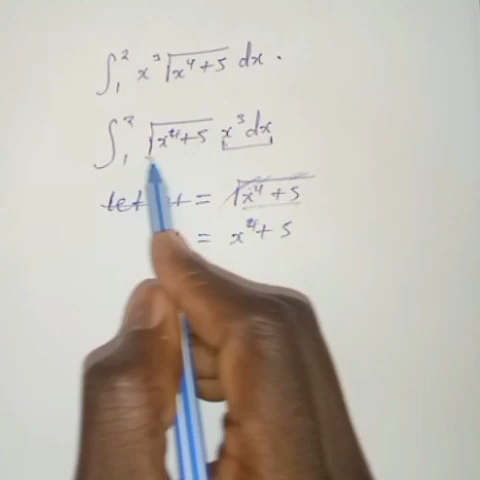 ∫₁² x³ √(x⁴+5) dx .
∫₁² √(x⁴+5) x³ dx
let = √(x⁴ + 5)
= x⁴ + 5